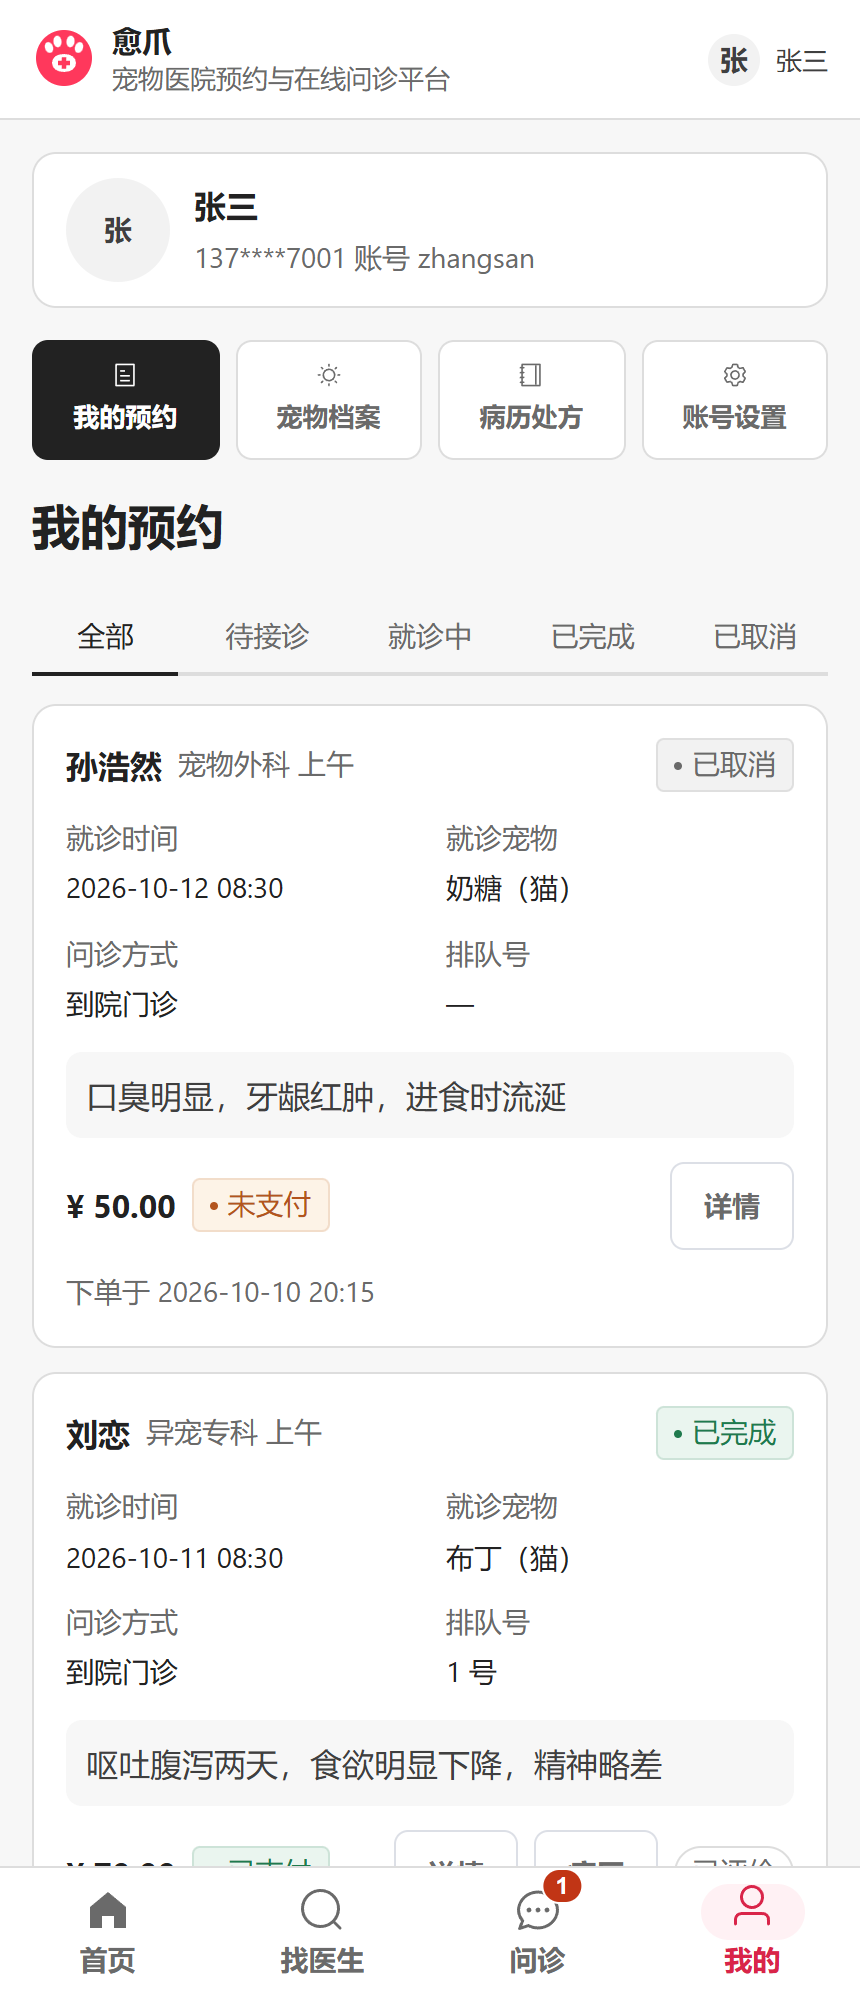 愈爪
宠物医院预约与在线问诊平台
张 张三
张
张三
137****7001 账号 zhangsan
我的预约 宠物档案 病历处方 账号设置
我的预约
全部 待接诊 就诊中 已完成 已取消
孙浩然 宠物外科 上午 • 已取消
就诊时间 就诊宠物
2026-10-12 08:30 奶糖（猫）
问诊方式 排队号
到院门诊 —
口臭明显，牙龈红肿，进食时流涎
¥ 50.00 • 未支付 详情
下单于 2026-10-10 20:15
刘恋 异宠专科 上午 • 已完成
就诊时间 就诊宠物
2026-10-11 08:30 布丁（猫）
问诊方式 排队号
到院门诊 1 号
呕吐腹泻两天，食欲明显下降，精神略差
已支付 详情 已评价
1
首页 找医生 问诊 我的